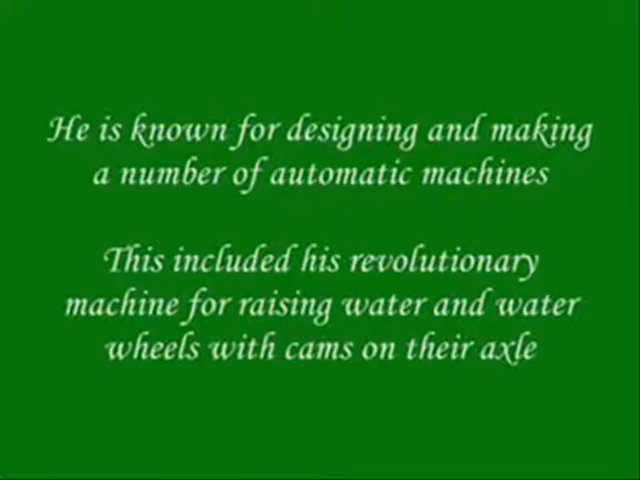 He is known for designing and making
a number of automatic machines
This included his revolutionary
machine for raising water and water
wheels with cams on their axle